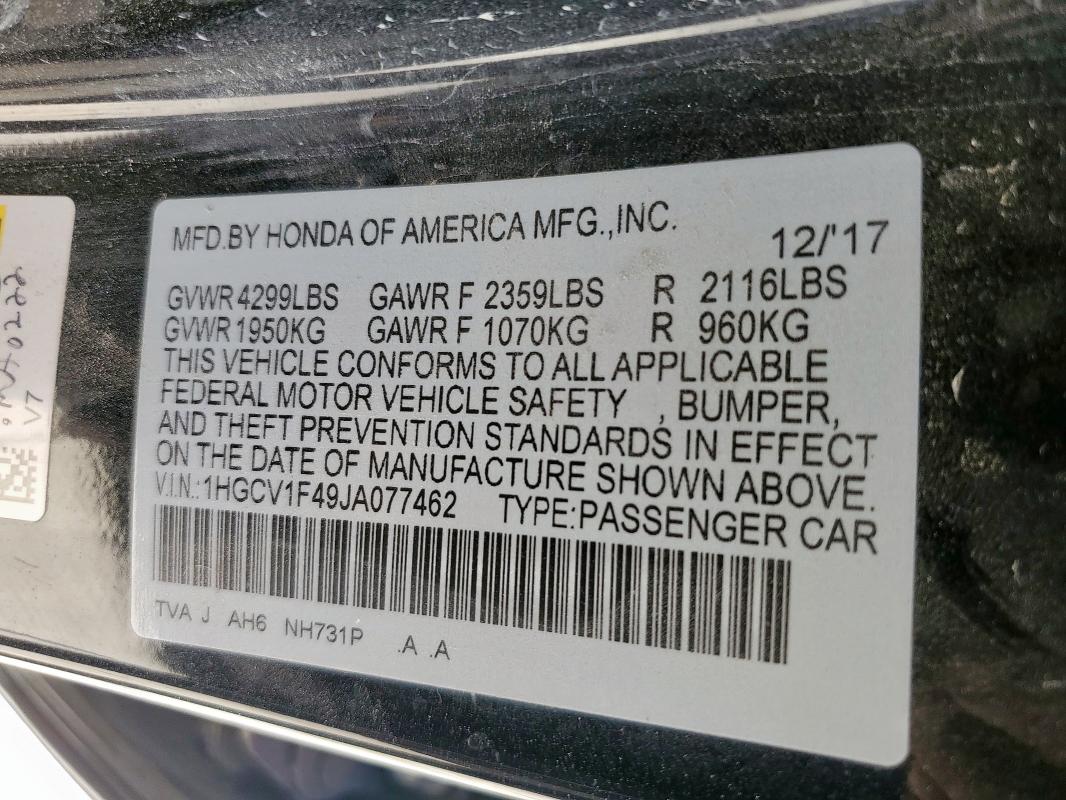 MFD.BY HONDA OF AMERICA MFG.,INC.
12/'17
GVWR 4299LBS GAWR F 2359LBS R 2116LBS
GVWR 1950KG GAWR F 1070KG R 960KG
THIS VEHICLE CONFORMS TO ALL APPLICABLE
FEDERAL MOTOR VEHICLE SAFETY , BUMPER,
AND THEFT PREVENTION STANDARDS IN EFFECT
ON THE DATE OF MANUFACTURE SHOWN ABOVE.
V.I.N.:1HGCV1F49JA077462 TYPE:PASSENGER CAR
TVA J AH6 NH731P .A .A
V7